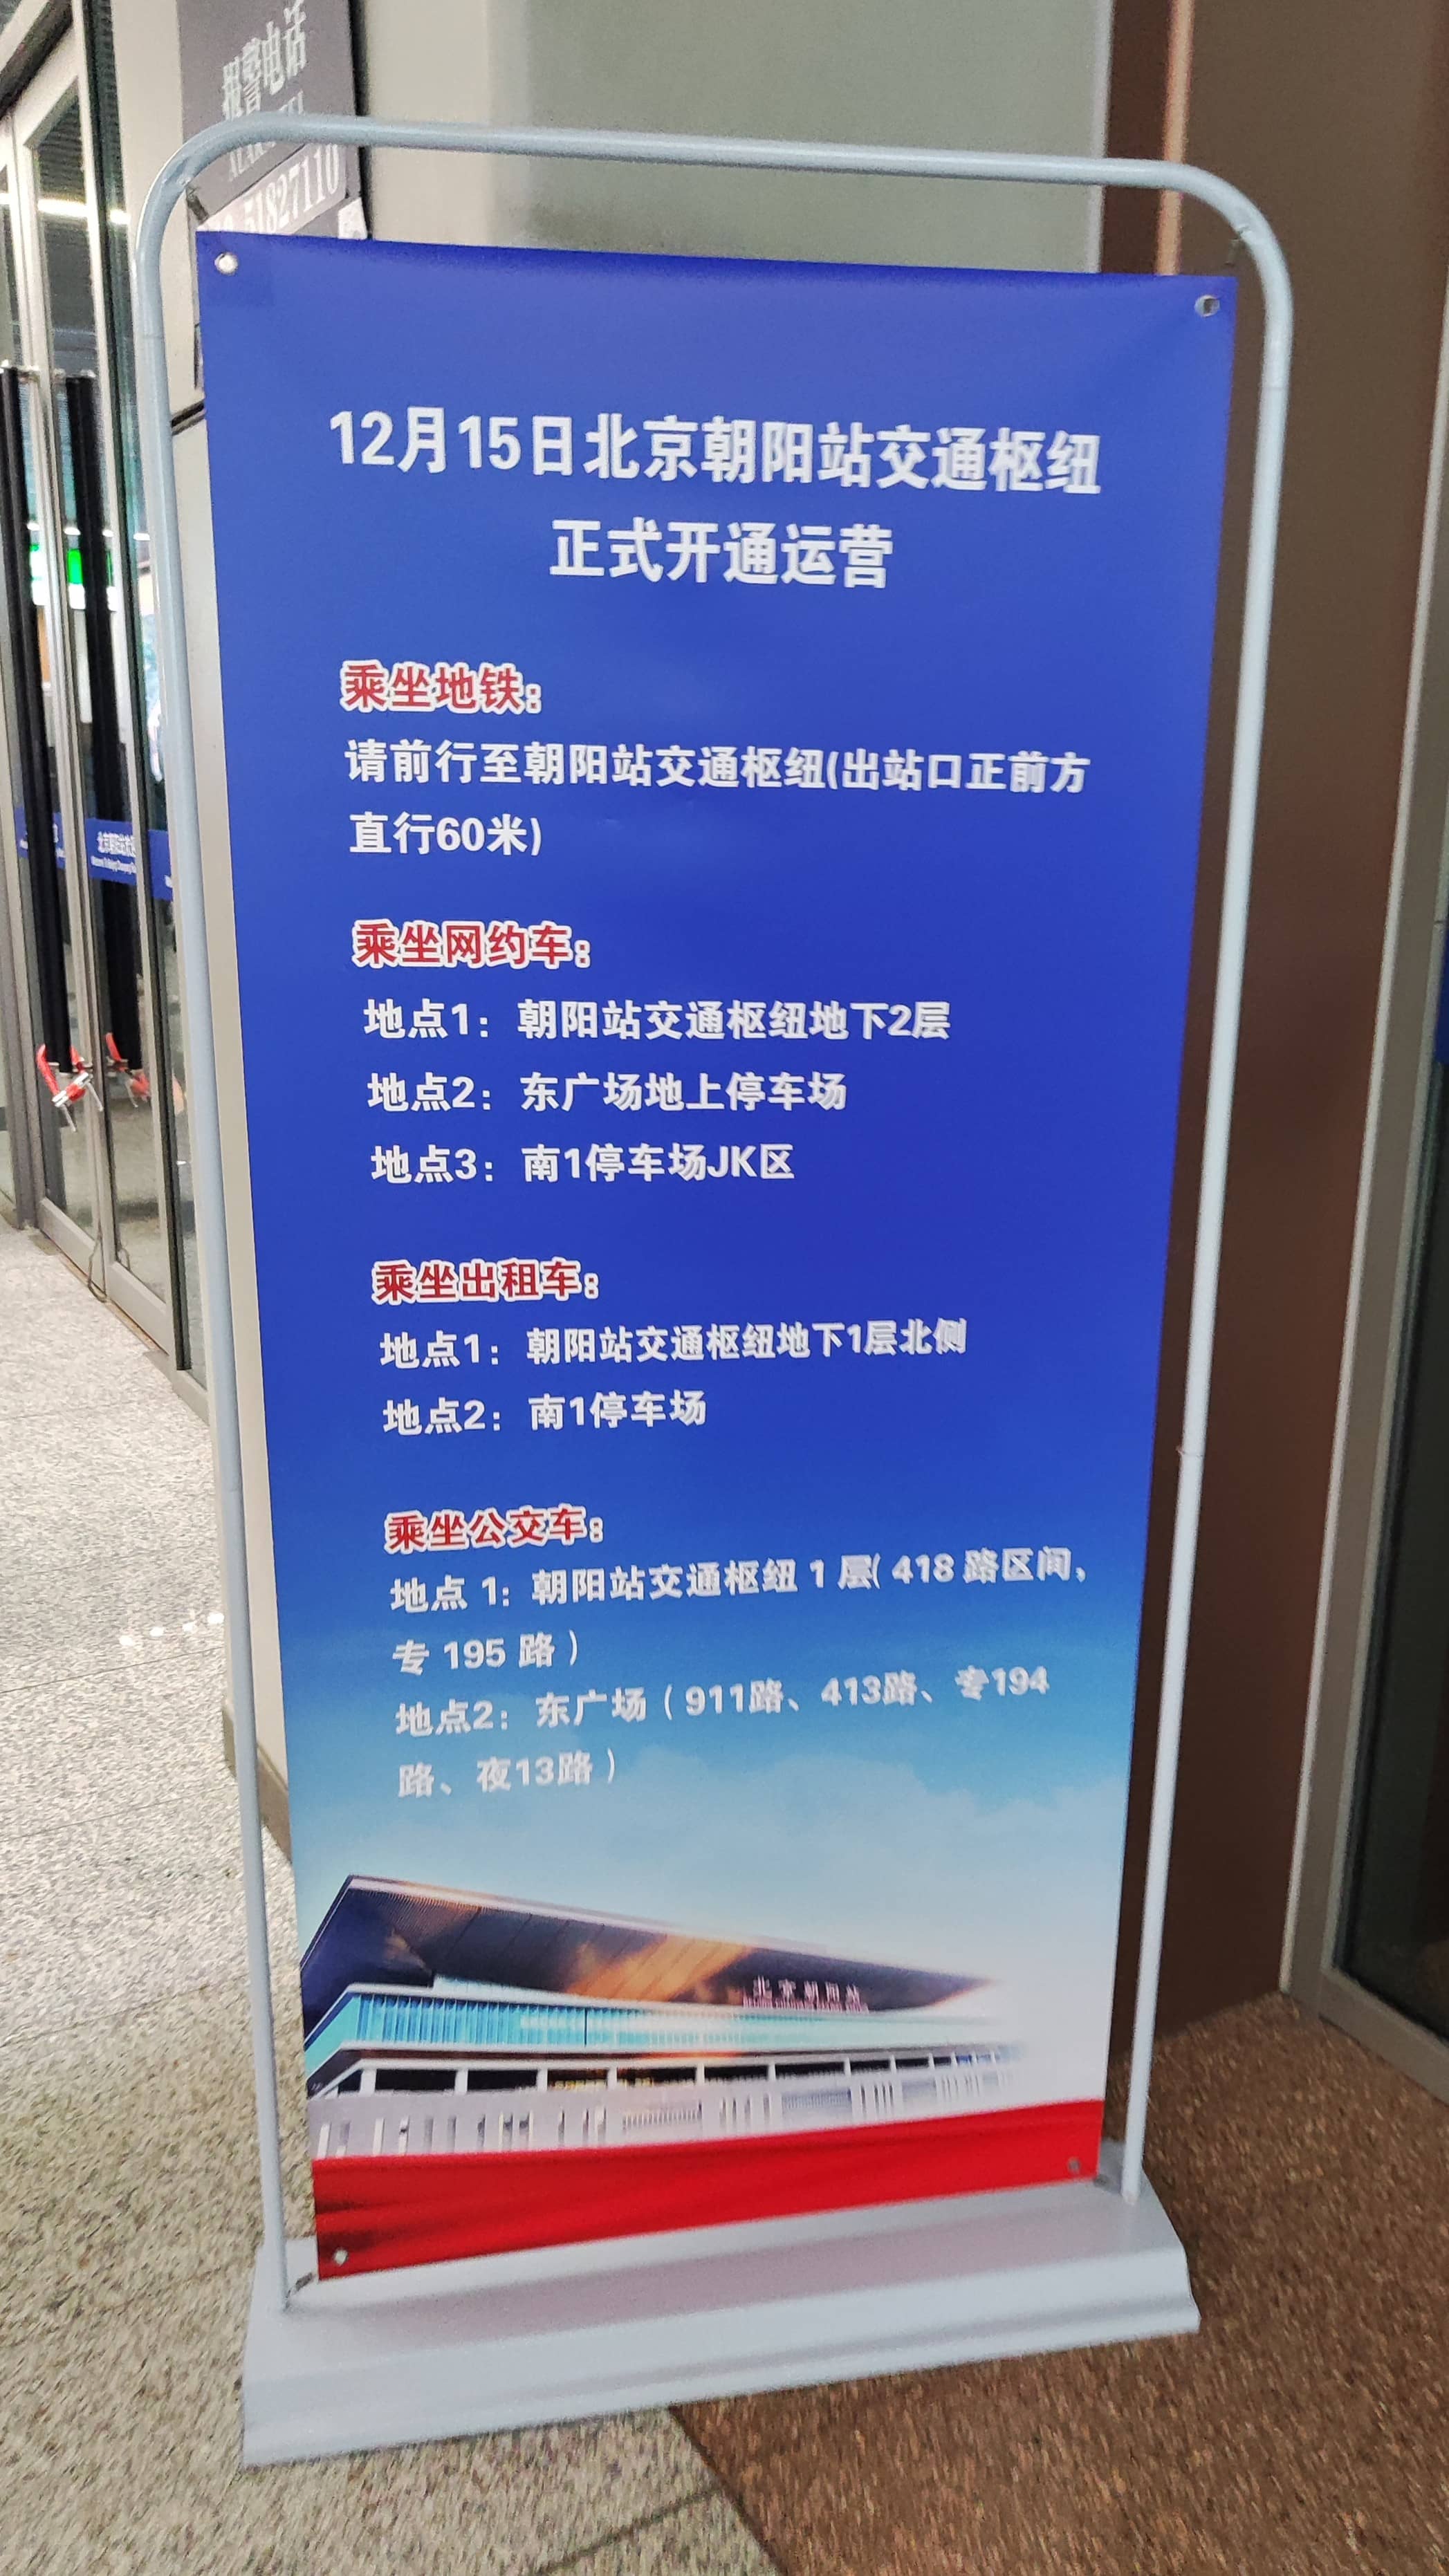 报警电话
51827110
12月15日北京朝阳站交通枢纽
正式开通运营
乘坐地铁:
请前行至朝阳站交通枢纽(出站口正前方
直行60米)
乘坐网约车:
地点1: 朝阳站交通枢纽地下2层
地点2: 东广场地上停车场
地点3: 南1停车场JK区
乘坐出租车:
地点1: 朝阳站交通枢纽地下1层北侧
地点2: 南1停车场
乘坐公交车:
地点 1: 朝阳站交通枢纽 1 层( 418 路区间,
专 195 路 )
地点2: 东广场 ( 911路、413路、专194
路、夜13路 )
北京朝阳站